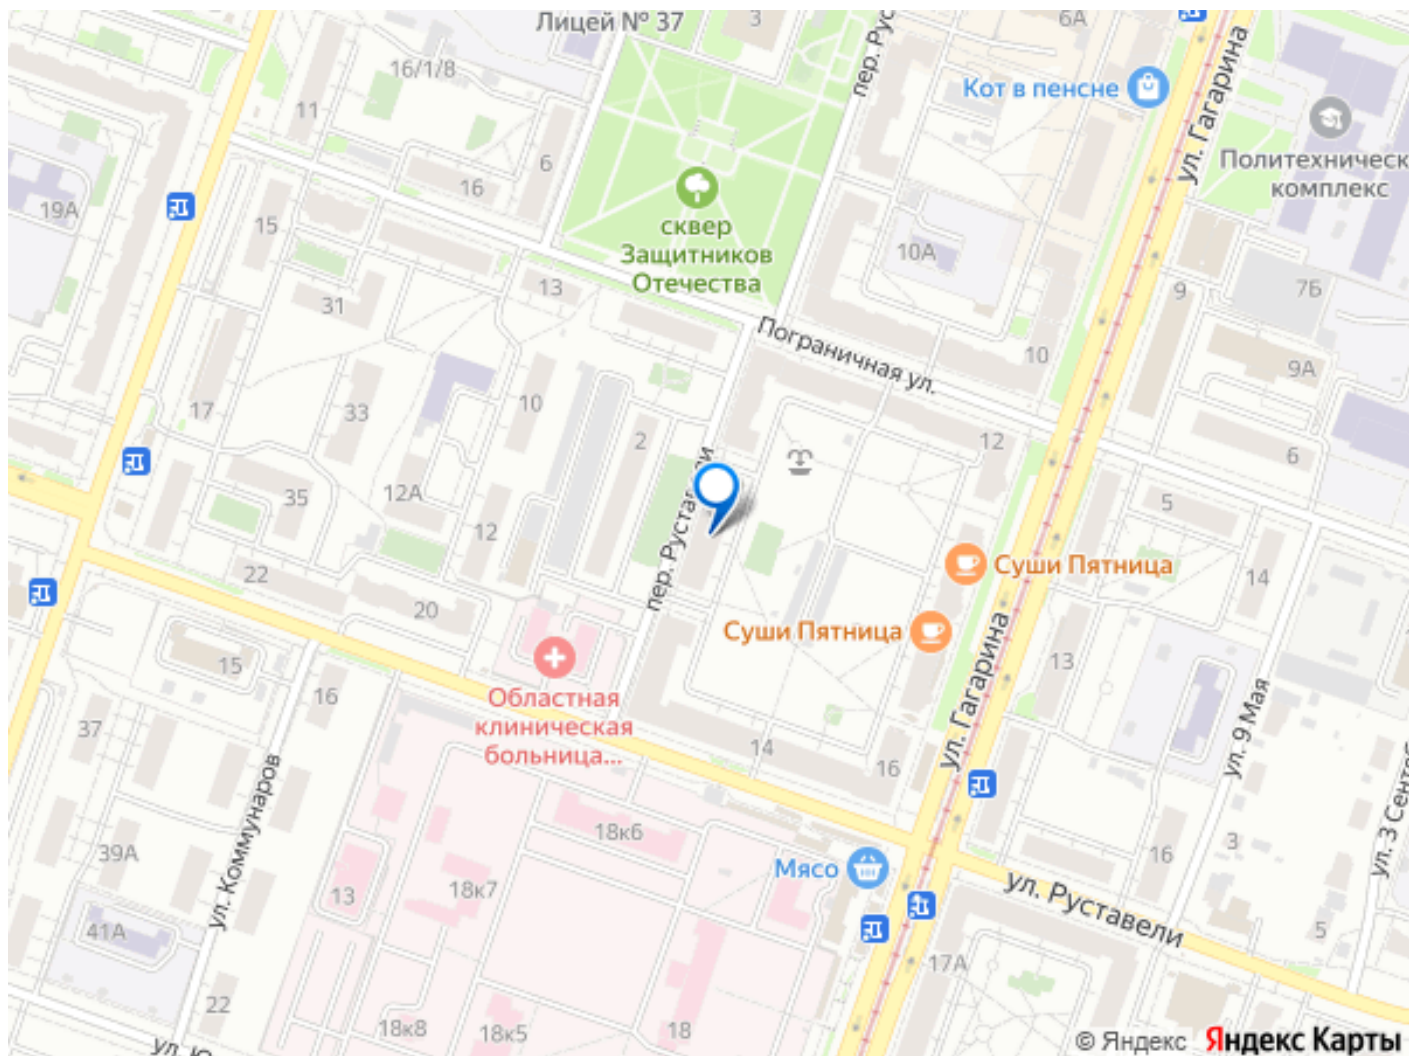 Лицей № 37
3
6А
пер. Рус
16/1/8
Кот в пенсне
ул. Гагарина
11
Политехническ
комплекс
6
16
19А
15
сквер
Защитников
Отечества
10А
13
31
9
7Б
Пограничная ул.
10
9А
17
33
10
2
12
6
35
12А
12
5
пер. Руставели
22
Суши Пятница
14
20
Суши Пятница
15
13
16
Областная
клиническая
больница...
ул. Гагарина
ул. 9 Мая
37
14
16
ул. Коммунаров
18к6
39А
3
16
ул. 3 Сентяб
Мясо
13
18к7
ул. Руставели
41А
5
17А
22
18к8
18к5
18
ул. Ю
© Яндекс Яндекс Карты